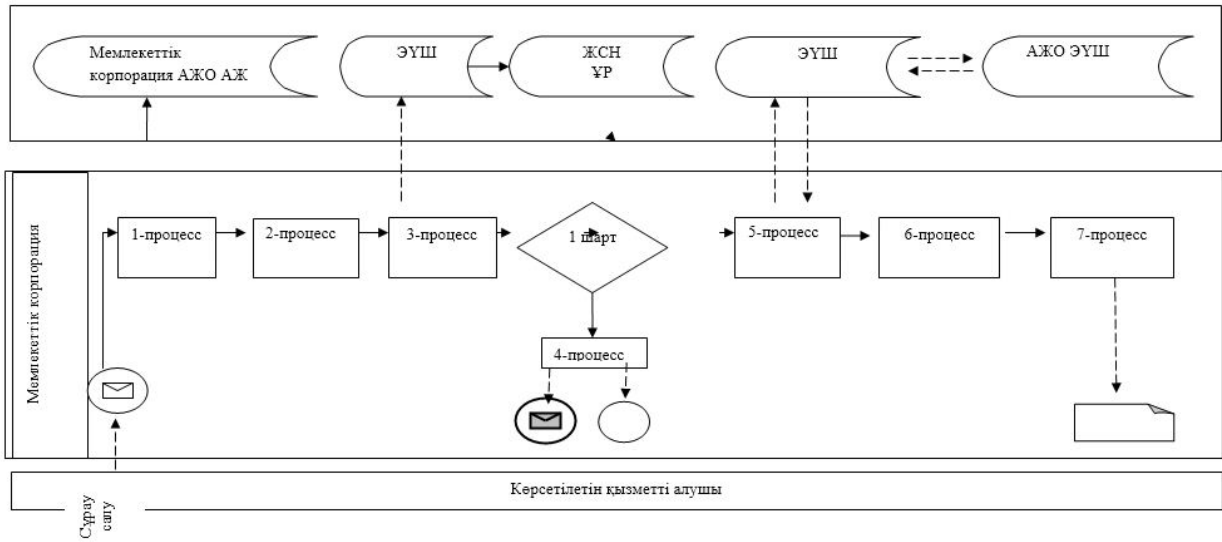 Мемлекеттік
корпорация АЖО АЖ
ЭҮШ
ЖСН
ҰР
ЭҮШ
АЖО ЭҮШ
Мемлекеттік корпорация
1-процесс
2-процесс
3-процесс
1 шарт
5-процесс
6-процесс
7-процесс
4-процесс
Көрсетілетін қызметті алушы
Сұрау
салу